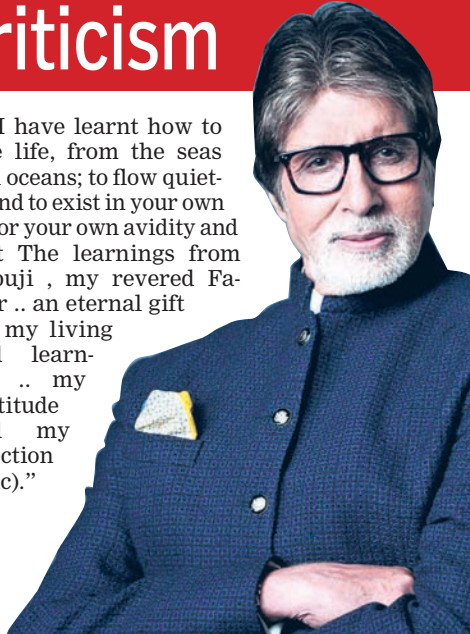 riticism
I have learnt how to
e life, from the seas
oceans; to flow quiet-
nd to exist in your own
or your own avidity and
t The learnings from
ouji , my revered Fa-
r .. an eternal gift
my living
learn-
.. my
titude
my
ction
c).”